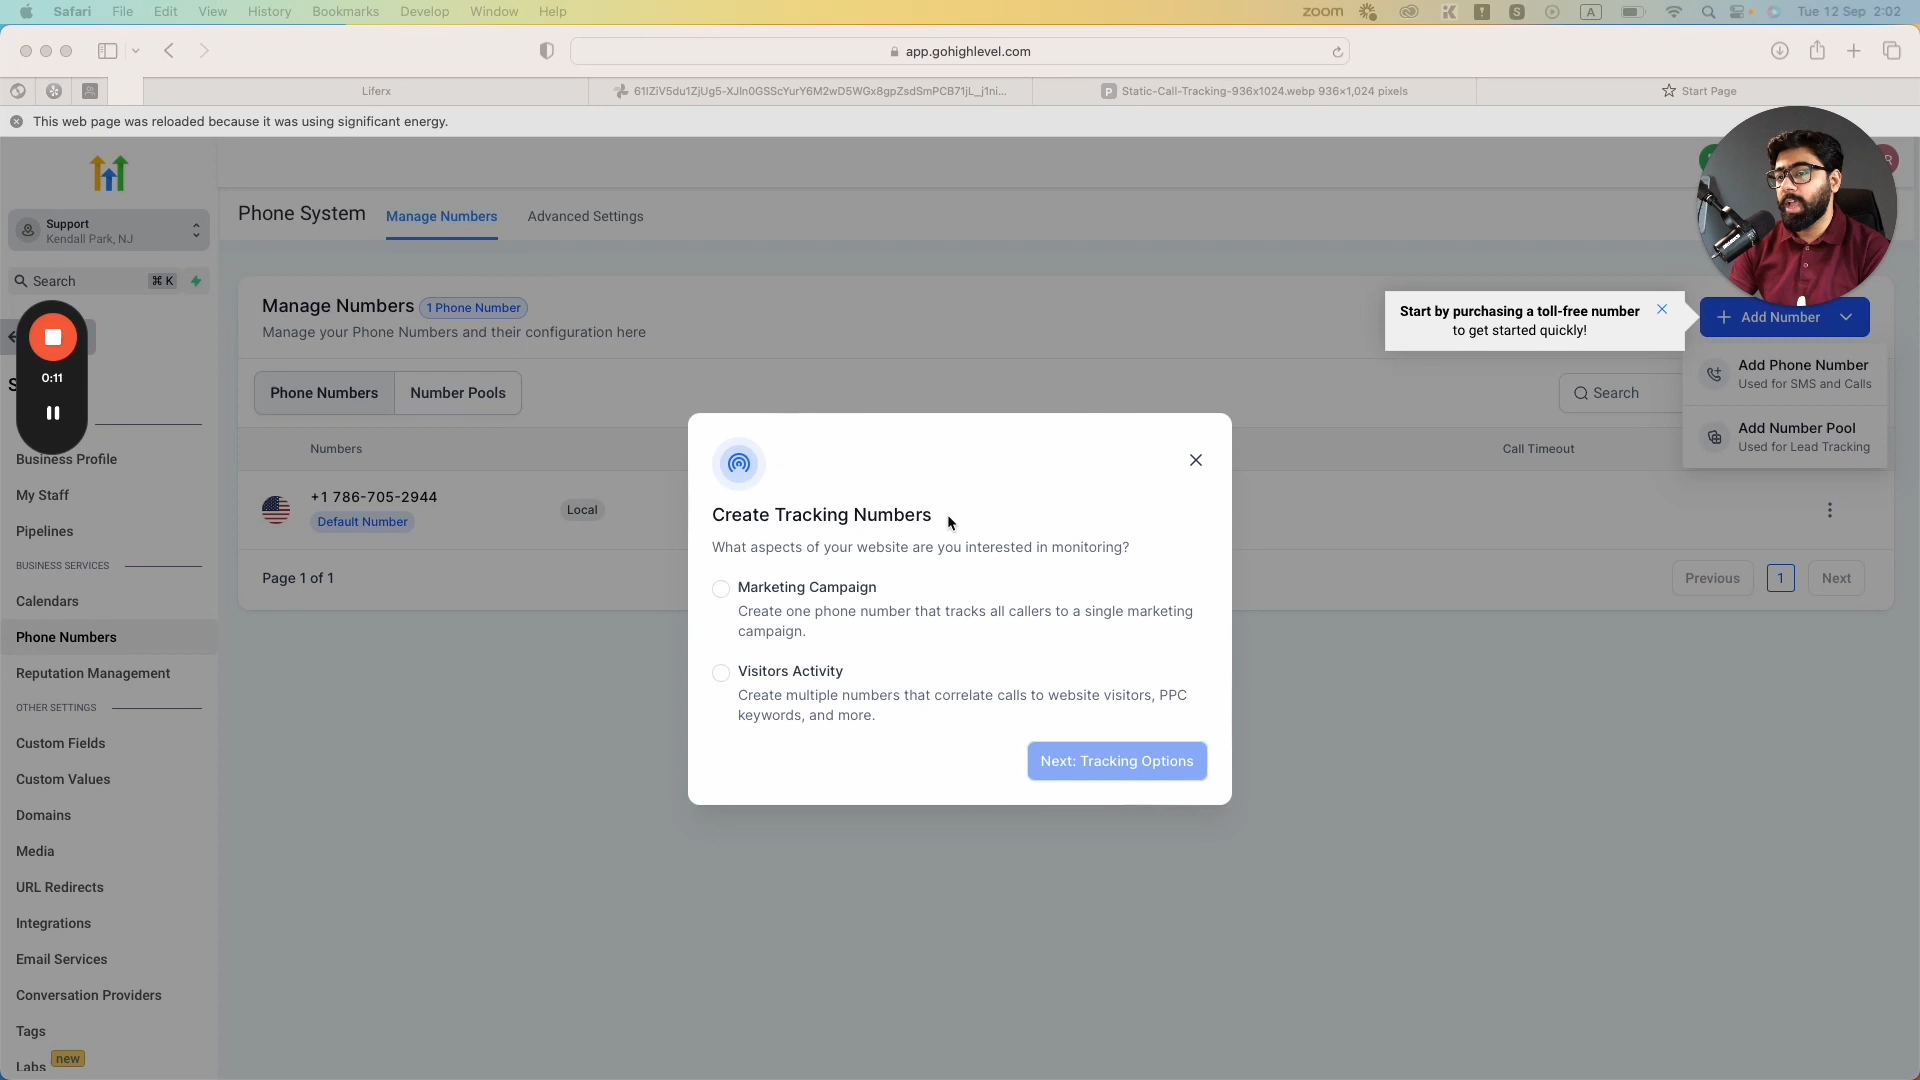 Safari File Edit View History Bookmarks Develop Window Help
zoom
Tue 12 Sep 2:02
app.gohighlevel.com
Liferx
Static-Call-Tracking-936x1024.webp 936×1,024 pixels
Start Page
This web page was reloaded because it was using significant energy.
Support
Kendall Park, NJ
Search ⌘ K
0:11
Business Profile
My Staff
Pipelines
BUSINESS SERVICES
Calendars
Phone Numbers
Reputation Management
OTHER SETTINGS
Custom Fields
Custom Values
Domains
Media
URL Redirects
Integrations
Email Services
Conversation Providers
Tags
Labs new
Phone System Manage Numbers Advanced Settings
Manage Numbers 1 Phone Number
Manage your Phone Numbers and their configuration here
Start by purchasing a toll-free number
to get started quickly!
+ Add Number
Add Phone Number
Used for SMS and Calls
Add Number Pool
Used for Lead Tracking
Phone Numbers Number Pools
Search
Numbers
Call Timeout
+1 786-705-2944
Default Number
Local
Page 1 of 1
Previous 1 Next
Create Tracking Numbers
What aspects of your website are you interested in monitoring?
Marketing Campaign
Create one phone number that tracks all callers to a single marketing
campaign.
Visitors Activity
Create multiple numbers that correlate calls to website visitors, PPC
keywords, and more.
Next: Tracking Options